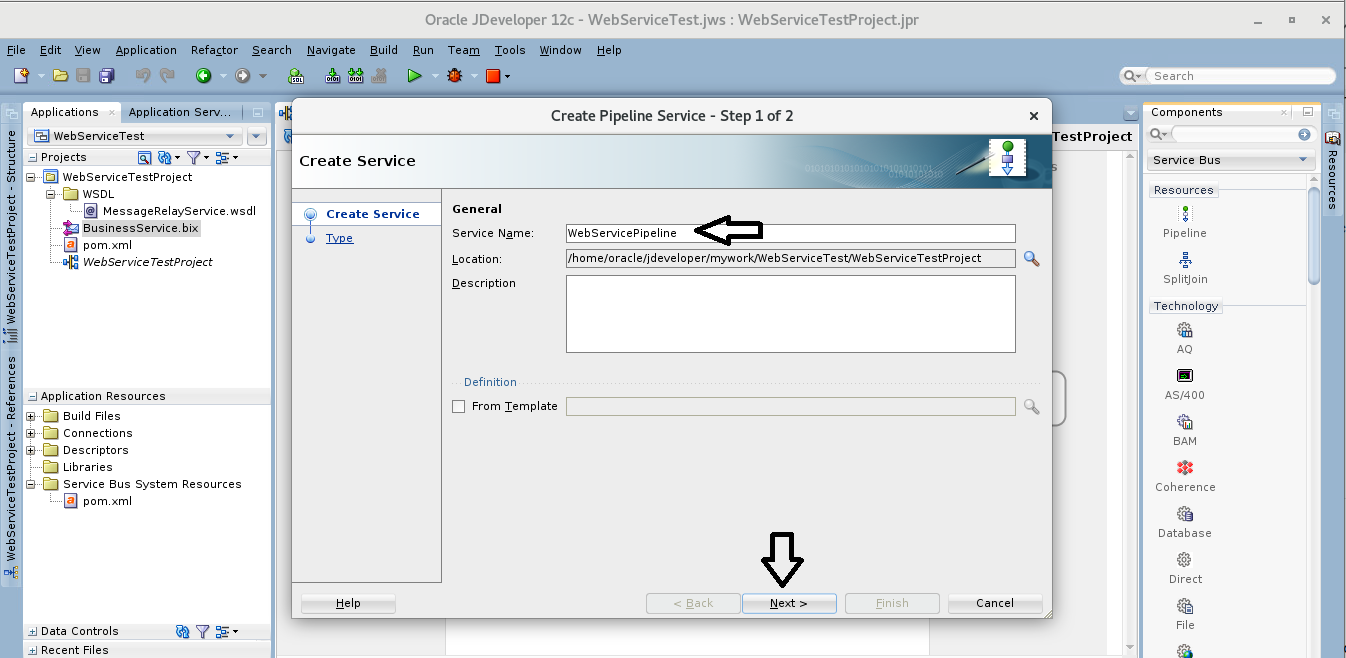 Oracle JDeveloper 12c - WebServiceTest.jws : WebServiceTestProject.jpr
File Edit View Application Refactor Search Navigate Build Run Team Tools Window Help
Search
Applications
Application Serv...
WebServiceTest
Projects
WebServiceTestProject
WSDL
MessageRelayService.wsdl
BusinessService.bix
pom.xml
WebServiceTestProject
Application Resources
Build Files
Connections
Descriptors
Libraries
Service Bus System Resources
pom.xml
Data Controls
Recent Files
WebServiceTestProject - Structure
WebServiceTestProject - References
Create Pipeline Service - Step 1 of 2
Create Service
Create Service
Type
General
Service Name: WebServicePipeline
Location: /home/oracle/jdeveloper/mywork/WebServiceTest/WebServiceTestProject
Description
Definition
From Template
Help
< Back
Next >
Finish
Cancel
TestProject
Components
Service Bus
Resources
Pipeline
SplitJoin
Technology
AQ
AS/400
BAM
Coherence
Database
Direct
File
Resources